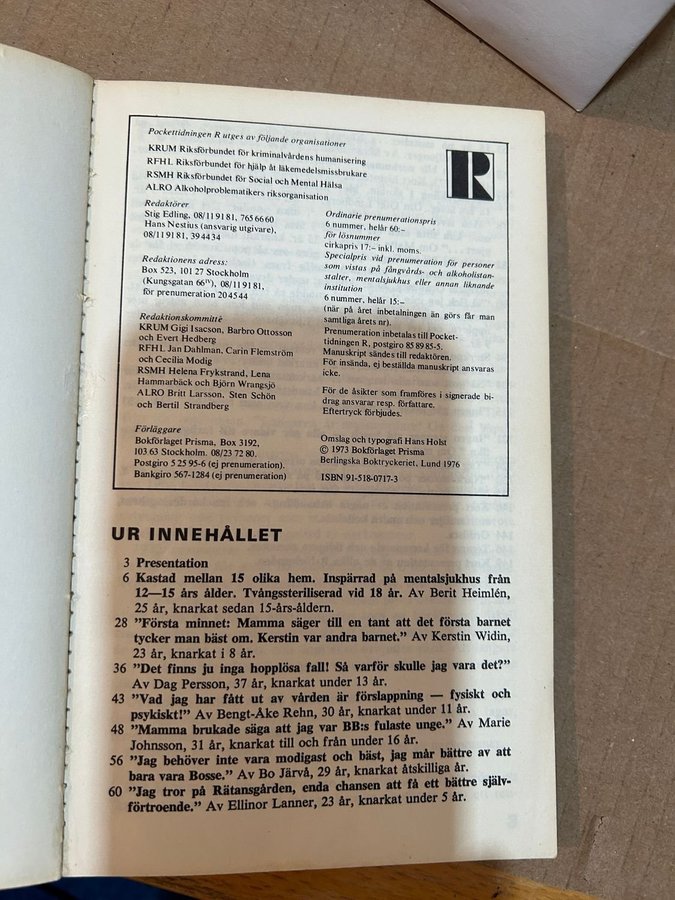 Pockettidningen R utges av följande organisationer
KRUM Riksförbundet för kriminalvårdens humanisering
RFHL Riksförbundet för hjälp åt läkemedelsmissbrukare
RSMH Riksförbundet för Social och Mental Hälsa
ALRO Alkoholproblematikers riksorganisation
R
Redaktörer
Stig Edling, 08/11 91 81, 765 66 60
Hans Nestius (ansvarig utgivare),
08/11 91 81, 39 44 34
Redaktionens adress:
Box 523, 101 27 Stockholm
(Kungsgatan 66ᴵⱽ), 08/11 91 81,
för prenumeration 20 45 44
Redaktionskommitté
KRUM Gigi Isacson, Barbro Ottosson
och Evert Hedberg
RFHL Jan Dahlman, Carin Flemström
och Cecilia Modig
RSMH Helena Frykstrand, Lena
Hammarbäck och Björn Wrangsjö
ALRO Britt Larsson, Sten Schön
och Bertil Strandberg
Förläggare
Bokförlaget Prisma, Box 3192,
103 63 Stockholm. 08/23 72 80.
Postgiro 5 25 95-6 (ej prenumeration).
Bankgiro 567-1284 (ej prenumeration)
Ordinarie prenumerationspris
6 nummer, helår 60:–
för lösnummer
cirkapris 17:– inkl. moms.
Specialpris vid prenumeration för personer
som vistas på fångvårds- och alkoholistan-
stalter, mentalsjukhus eller annan liknande
institution
6 nummer, helår 15:–
(när på året inbetalningen än görs får man
samtliga årets nr).
Prenumeration inbetalas till Pocket-
tidningen R, postgiro 85 89 85-5.
Manuskript sändes till redaktören.
För insända, ej beställda manuskript ansvaras
icke.
För de åsikter som framföres i signerade bi-
drag ansvarar resp. författare.
Eftertryck förbjudes.
Omslag och typografi Hans Holst
© 1973 Bokförlaget Prisma
Berlingska Boktryckeriet, Lund 1976
ISBN 91-518-0717-3
UR INNEHÅLLET
3 Presentation
6 Kastad mellan 15 olika hem. Inspärrad på mentalsjukhus från
12—15 års ålder. Tvångssteriliserad vid 18 år. Av Berit Heimlén,
25 år, knarkat sedan 15-års-åldern.
28 ”Första minnet: Mamma säger till en tant att det första barnet
tycker man bäst om. Kerstin var andra barnet.” Av Kerstin Widin,
23 år, knarkat i 8 år.
36 ”Det finns ju inga hopplösa fall! Så varför skulle jag vara det?”
Av Dag Persson, 37 år, knarkat under 13 år.
43 ”Vad jag har fått ut av vården är förslappning — fysiskt och
psykiskt!” Av Bengt-Åke Rehn, 30 år, knarkat under 11 år.
48 ”Mamma brukade säga att jag var BB:s fulaste unge.” Av Marie
Johnsson, 31 år, knarkat till och från under 16 år.
56 ”Jag behöver inte vara modigast och bäst, jag mår bättre av att
bara vara Bosse.” Av Bo Järvå, 29 år, knarkat åtskilliga år.
60 ”Jag tror på Rätansgården, enda chansen att få ett bättre själv-
förtroende.” Av Ellinor Lanner, 23 år, knarkat under 5 år.